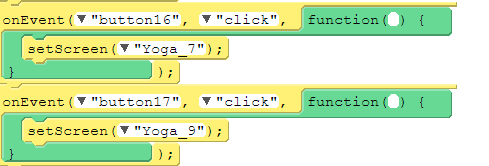 onEvent(▼"button16", ▼"click", function( ) {
setScreen(▼"Yoga_7");
} );
onEvent(▼"button17", ▼"click", function( ) {
setScreen(▼"Yoga_9");
} );